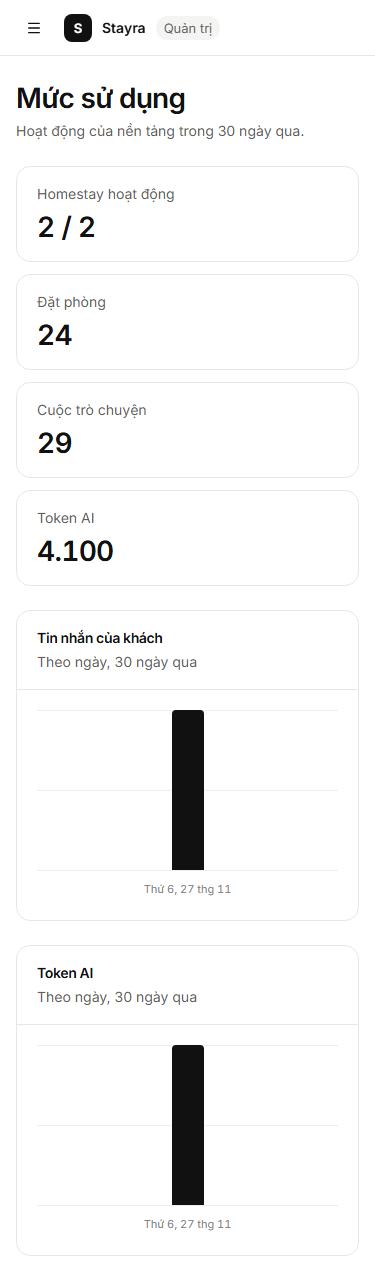 S Stayra Quản trị
Mức sử dụng
Hoạt động của nền tảng trong 30 ngày qua.
Homestay hoạt động
2 / 2
Đặt phòng
24
Cuộc trò chuyện
29
Token AI
4.100
Tin nhắn của khách
Theo ngày, 30 ngày qua
Thứ 6, 27 thg 11
Token AI
Theo ngày, 30 ngày qua
Thứ 6, 27 thg 11